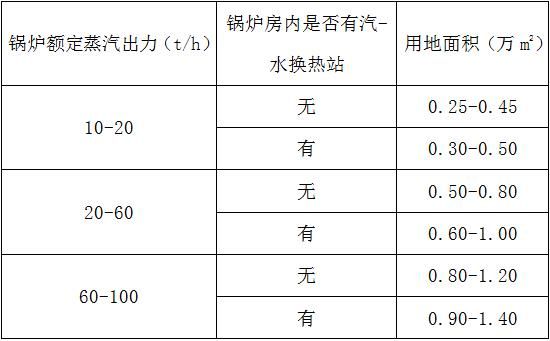 锅炉额定蒸汽出力（t/h） 锅炉房内是否有汽-水换热站 用地面积（万㎡）
10-20 无 0.25-0.45
有 0.30-0.50
20-60 无 0.50-0.80
有 0.60-1.00
60-100 无 0.80-1.20
有 0.90-1.40